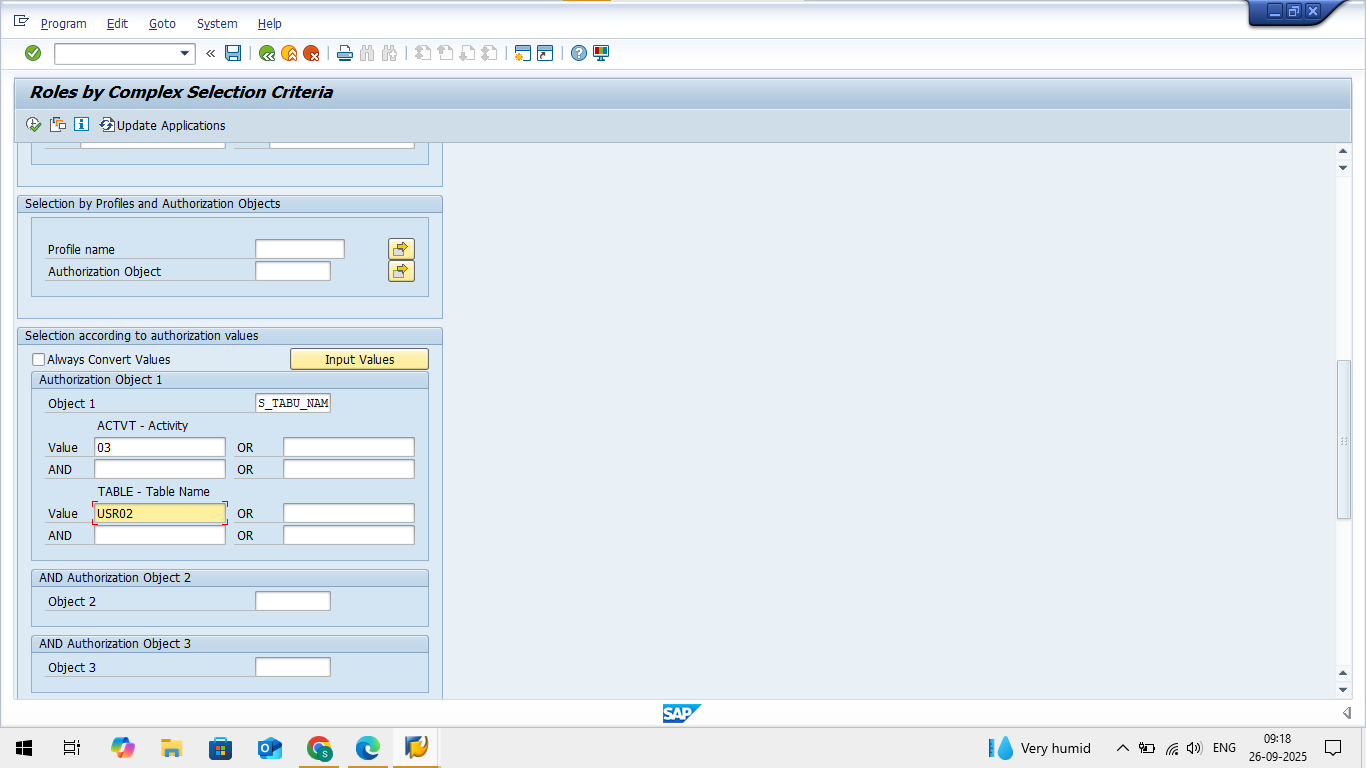 Program Edit Goto System Help
Roles by Complex Selection Criteria
Update Applications
Selection by Profiles and Authorization Objects
Profile name
Authorization Object
Selection according to authorization values
Always Convert Values Input Values
Authorization Object 1
Object 1 S_TABU_NAM
ACTVT - Activity
Value 03 OR
AND OR
TABLE - Table Name
Value USR02 OR
AND OR
AND Authorization Object 2
Object 2
AND Authorization Object 3
Object 3
SAP
Very humid ENG 09:18
26-09-2025